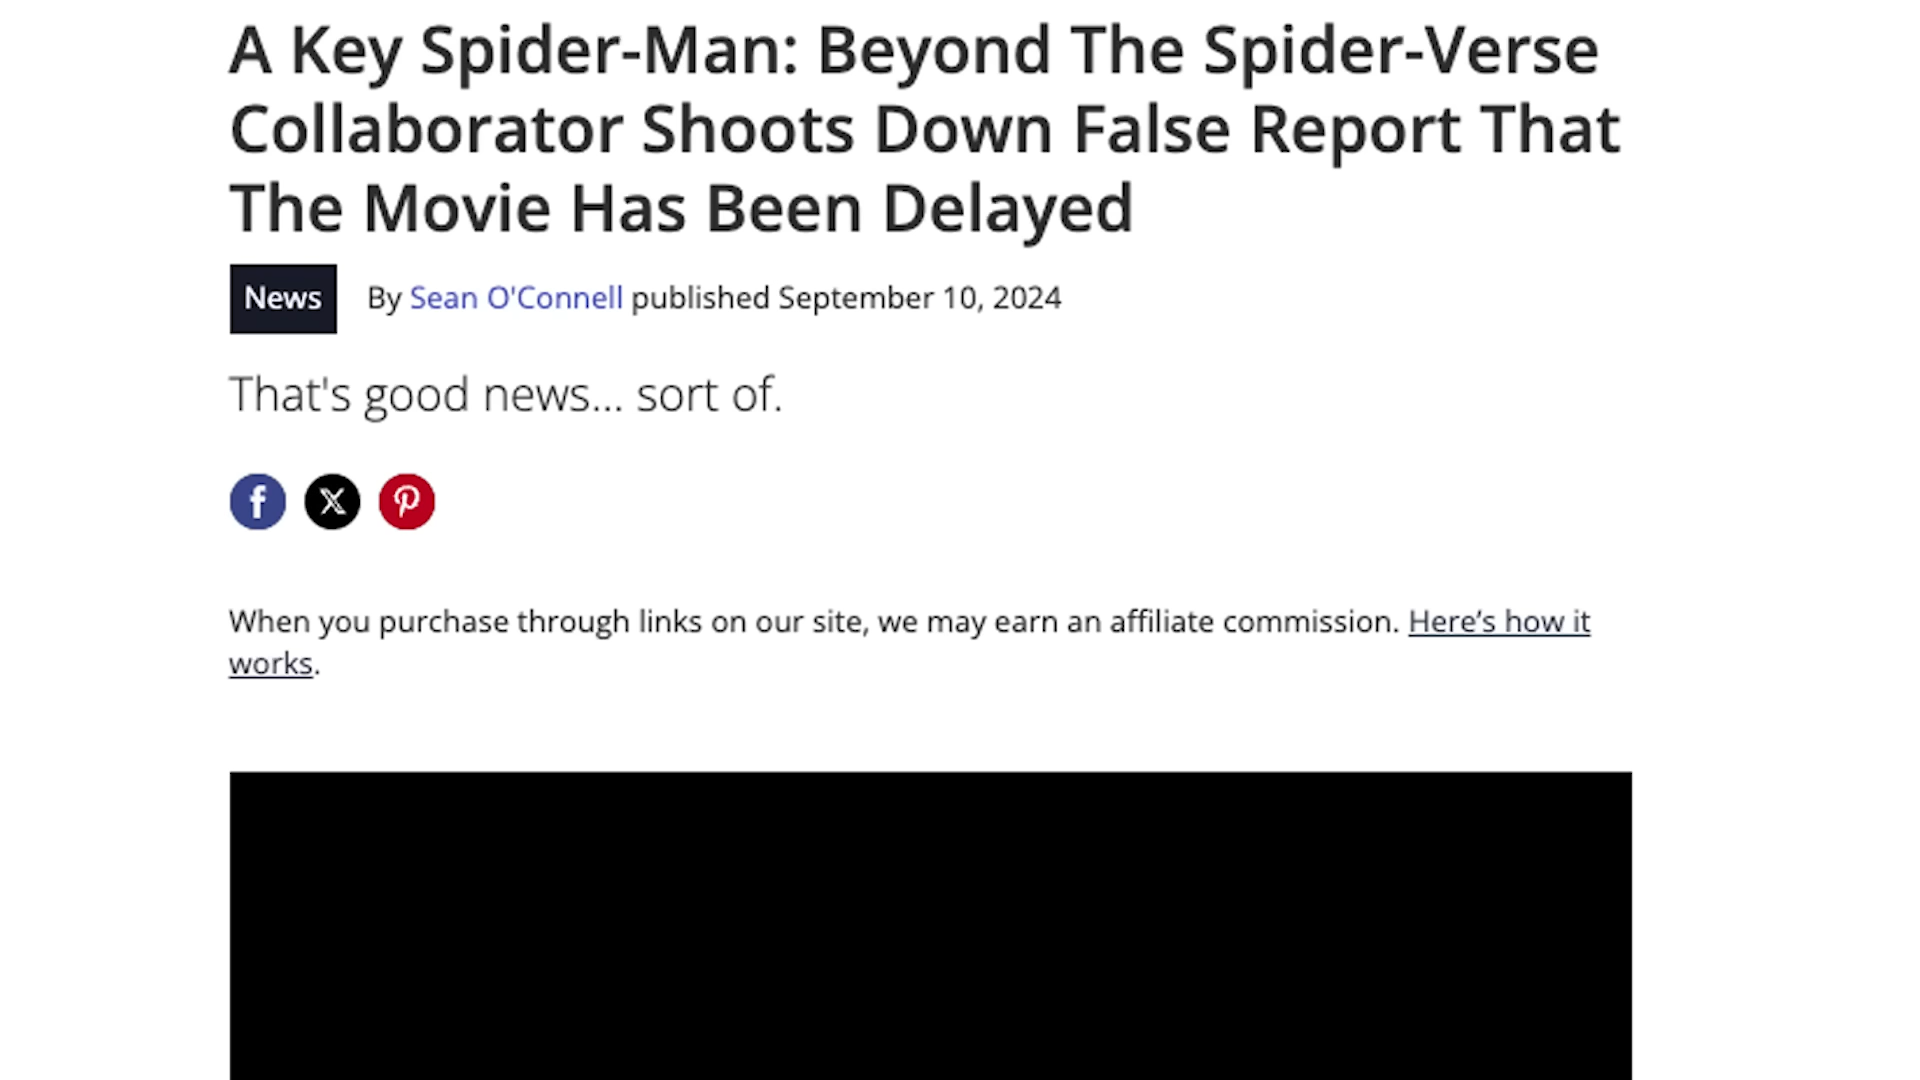 A Key Spider-Man: Beyond The Spider-Verse
Collaborator Shoots Down False Report That
The Movie Has Been Delayed
News By Sean O'Connell published September 10, 2024
That's good news... sort of.
When you purchase through links on our site, we may earn an affiliate commission. Here’s how it
works.